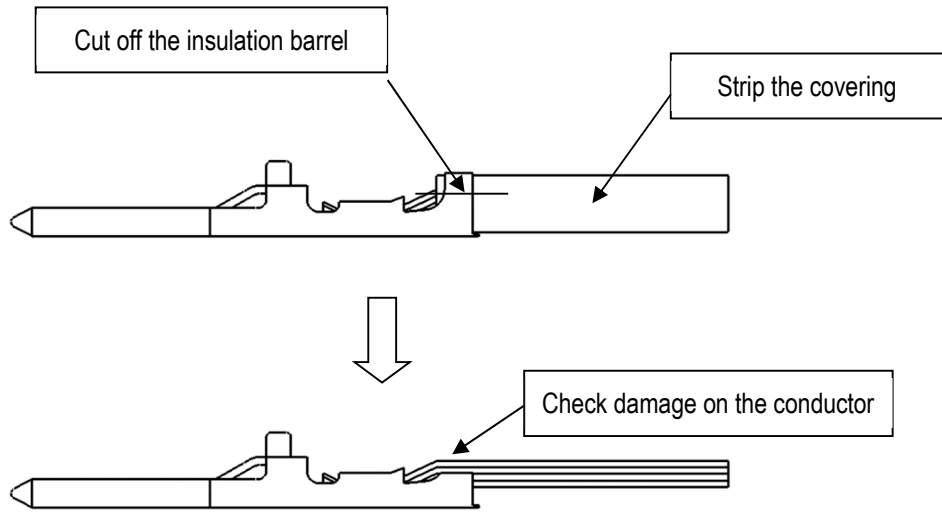 Cut off the insulation barrel
Strip the covering
Check damage on the conductor